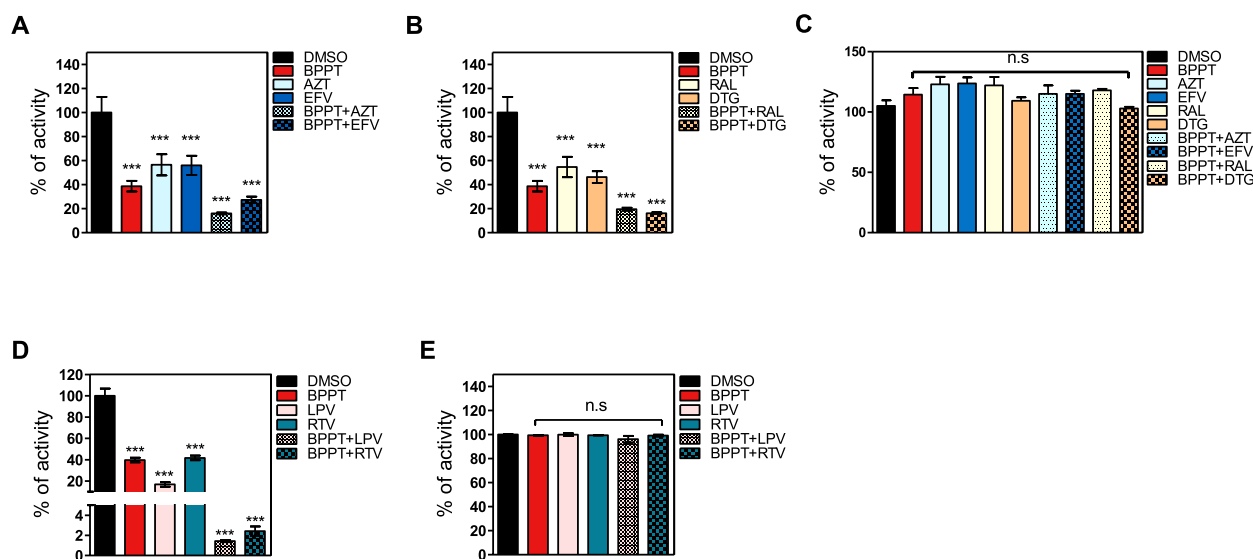 A
% of activity
140
120
100
80
60
40
20
0
***
***
***
***
***
DMSO
BPPT
AZT
EFV
BPPT+AZT
BPPT+EFV
B
% of activity
140
120
100
80
60
40
20
0
***
***
***
***
***
DMSO
BPPT
RAL
DTG
BPPT+RAL
BPPT+DTG
C
% of activity
150
100
50
0
n.s
DMSO
BPPT
AZT
EFV
RAL
DTG
BPPT+AZT
BPPT+EFV
BPPT+RAL
BPPT+DTG
D
% of activity
120
100
80
60
40
20
4
2
0
***
***
***
***
***
DMSO
BPPT
LPV
RTV
BPPT+LPV
BPPT+RTV
E
% of activity
140
120
100
80
60
40
20
0
n.s
DMSO
BPPT
LPV
RTV
BPPT+LPV
BPPT+RTV